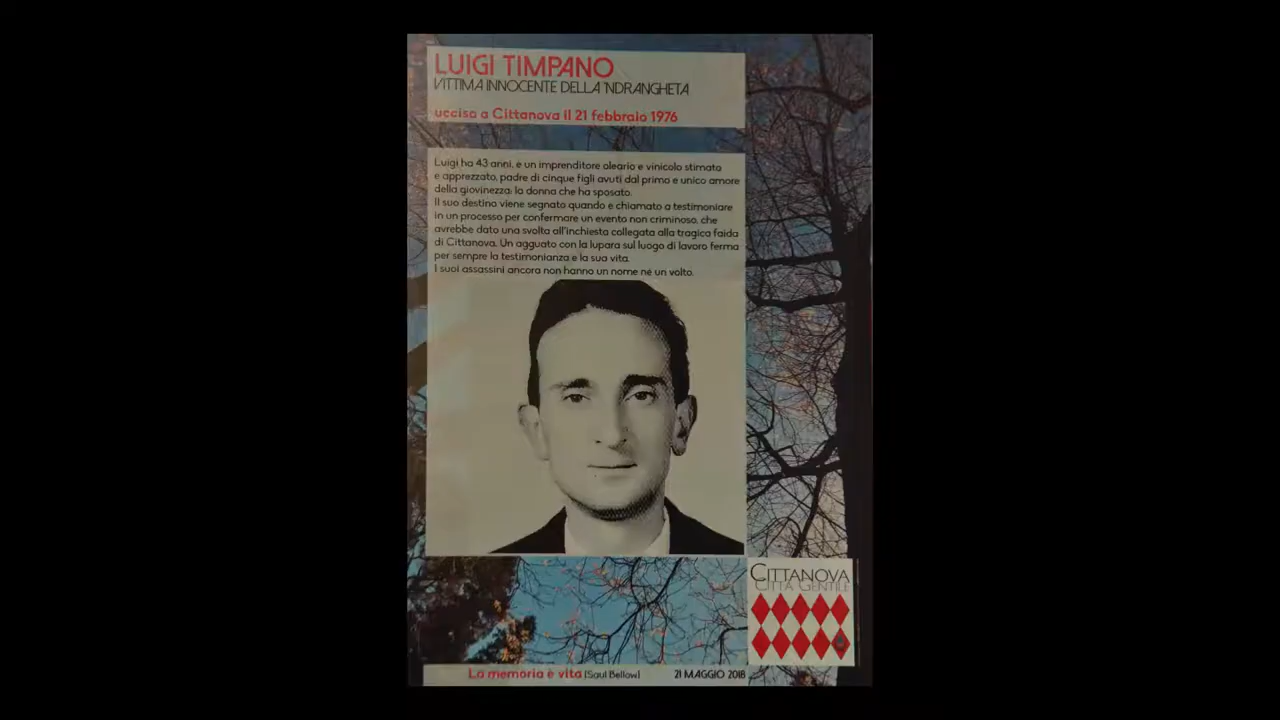 LUIGI TIMPANO
VITTIMA INNOCENTE DELLA 'NDRANGHETA
ucciso a Cittanova il 21 febbraio 1976
Luigi ha 43 anni, è un imprenditore oleario e vinicolo stimato
e apprezzato, padre di cinque figli avuti dal primo e unico amore
della giovinezza: la donna che ha sposato.
Il suo destino viene segnato quando è chiamato a testimoniare
in un processo per confermare un evento non criminoso, che
avrebbe dato una svolta all'inchiesta collegata alla tragica faida
di Cittanova. Un agguato con la lupara sul luogo di lavoro ferma
per sempre la testimonianza e la sua vita.
I suoi assassini ancora non hanno un nome né un volto.
CITTANOVA
CITTÀ GENTILE
La memoria è vita (Saul Bellow) 21 MAGGIO 2018